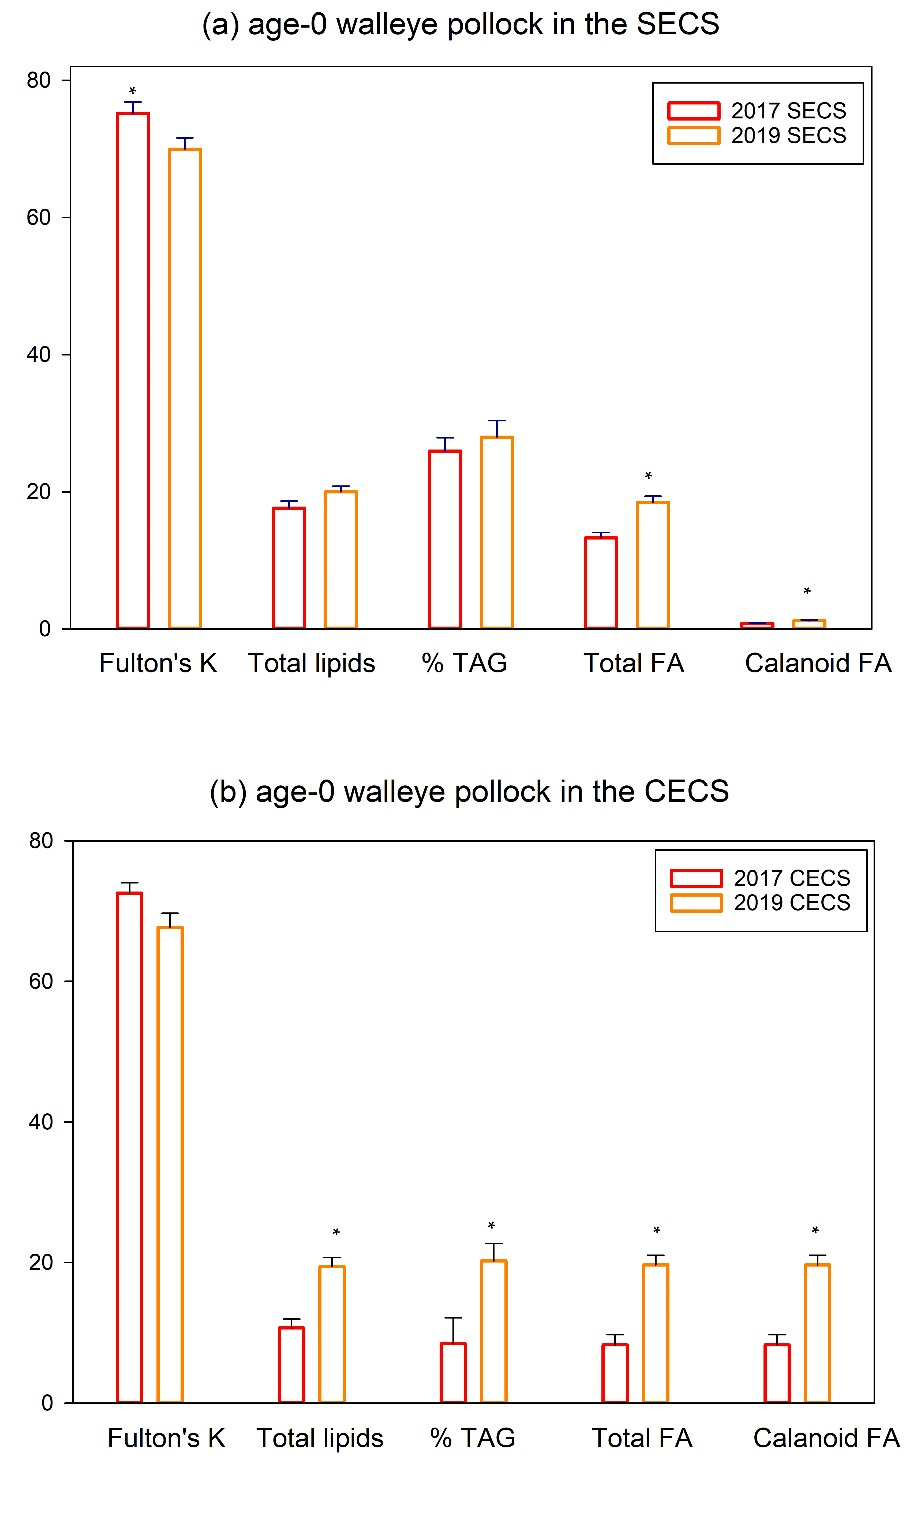 (a) age-0 walleye pollock in the SECS
80
*
2017 SECS
2019 SECS
60
40
*
20
*
0
Fulton's K Total lipids % TAG Total FA Calanoid FA
(b) age-0 walleye pollock in the CECS
80
2017 CECS
2019 CECS
60
40
* * * *
20
0
Fulton's K Total lipids % TAG Total FA Calanoid FA